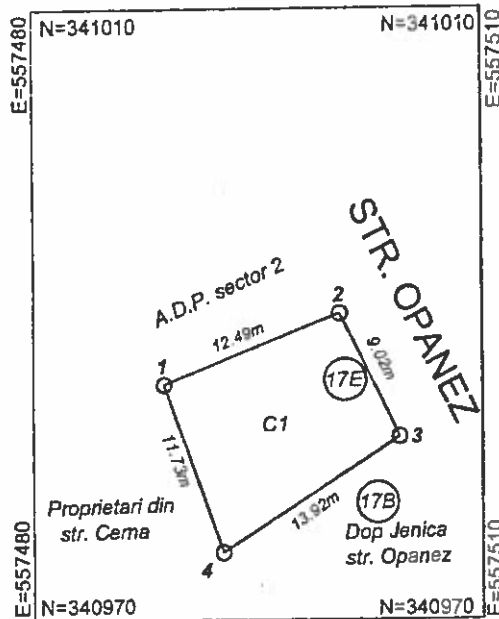 N=341010
N=341010
E=557480
E=557510
STR. OPANEZ
A.D.P. sector 2
2
12.49m
9.02m
1
17E
C1
3
11.73m
17B
13.92m
Proprietari din
str. Cerna
Dop Jenica
str. Opanez
4
E=557480
E=557510
N=340970
N=340970